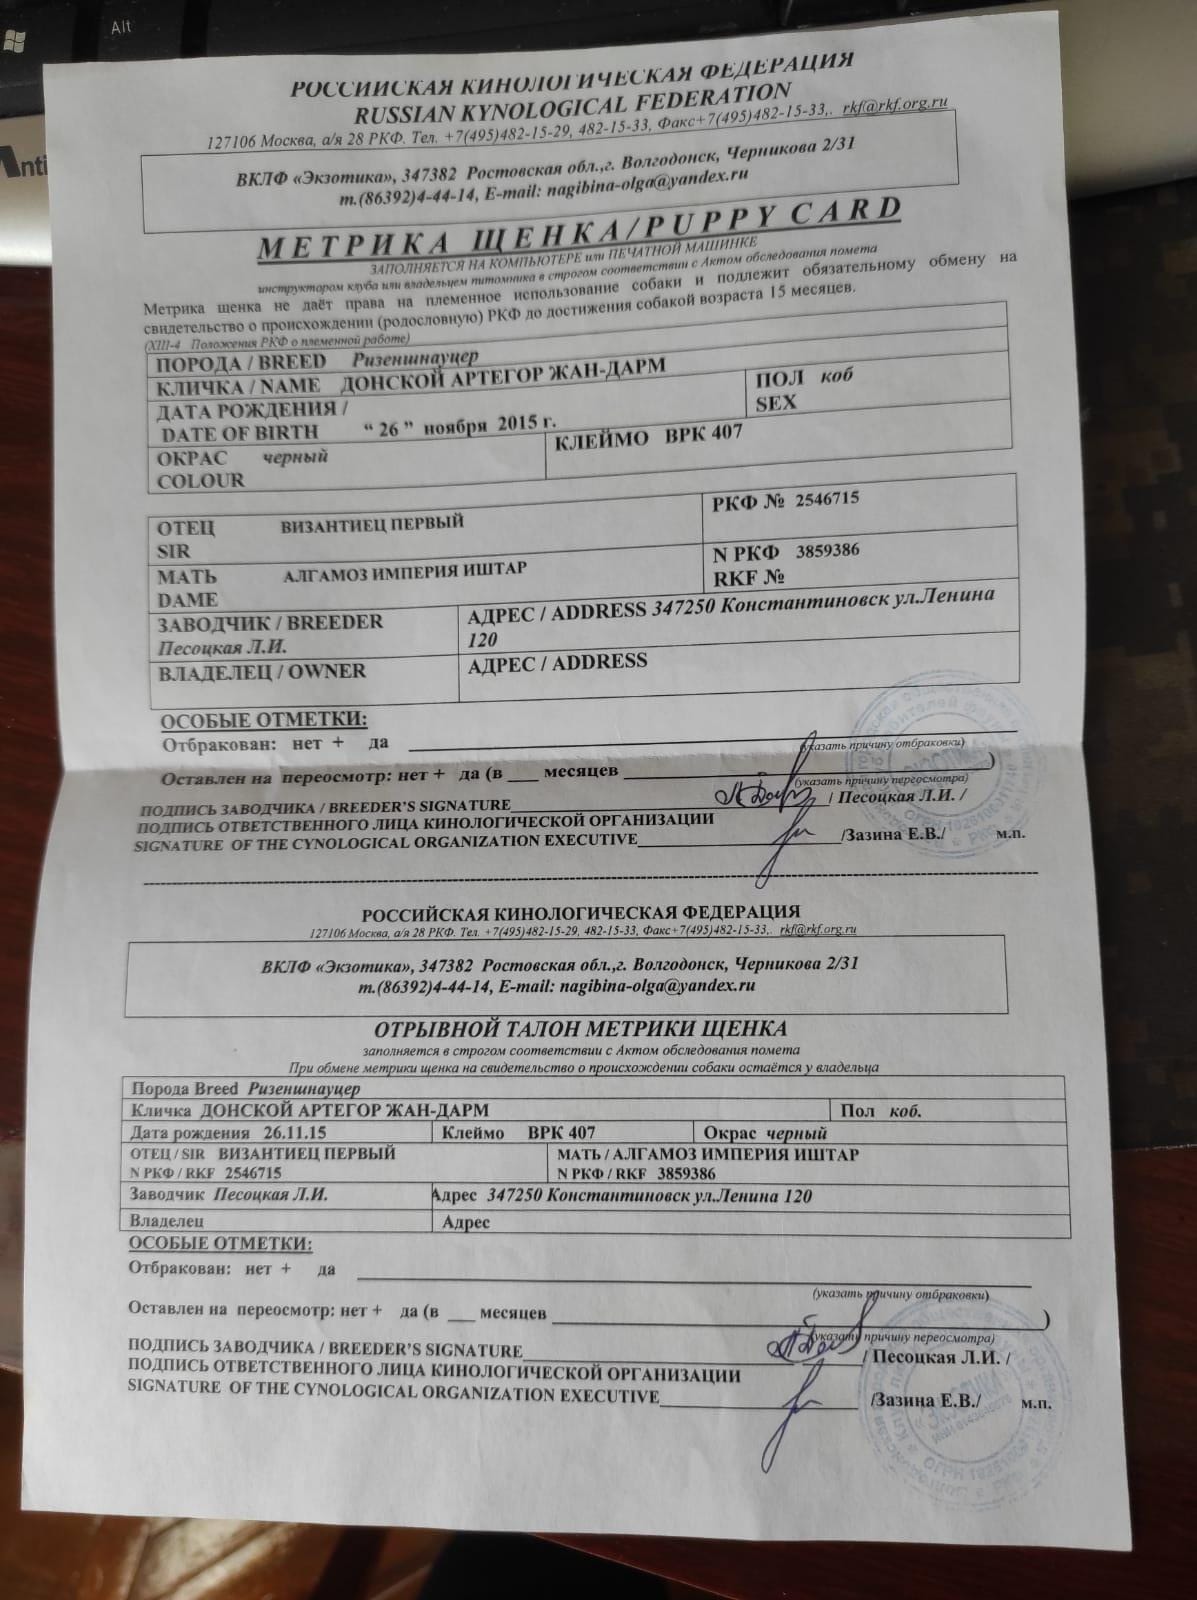 Alt
Anti
РОССИЙСКАЯ КИНОЛОГИЧЕСКАЯ ФЕДЕРАЦИЯ
RUSSIAN KYNOLOGICAL FEDERATION
127106 Москва, а/я 28 РКФ. Тел. +7(495)482-15-29, 482-15-33, Факс+7(495)482-15-33,. rkf@rkf.org.ru
ВКЛФ «Экзотика», 347382 Ростовская обл.,г. Волгодонск, Черникова 2/31
т.(86392)4-44-14, E-mail: nagibina-olga@yandex.ru
МЕТРИКА ЩЕНКА/PUPPY CARD
ЗАПОЛНЯЕТСЯ НА КОМПЬЮТЕРЕ или ПЕЧАТНОЙ МАШИНКЕ
инструктором клуба или владельцем питомника в строгом соответствии с Актом обследования помета
Метрика щенка не даёт права на племенное использование собаки и подлежит обязательному обмену на
свидетельство о происхождении (родословную) РКФ до достижения собакой возраста 15 месяцев.
(XIII-4 Положения РКФ о племенной работе)
ПОРОДА / BREED Ризеншнауцер
КЛИЧКА / NAME ДОНСКОЙ АРТЕГОР ЖАН-ДАРМ
ДАТА РОЖДЕНИЯ / ПОЛ коб
DATE OF BIRTH “ 26 ” ноября 2015 г. SEX
ОКРАС черный КЛЕЙМО ВРК 407
COLOUR
ОТЕЦ ВИЗАНТИЕЦ ПЕРВЫЙ РКФ № 2546715
SIR
МАТЬ АЛГАМОЗ ИМПЕРИЯ ИШТАР N РКФ 3859386
DAME RKF №
ЗАВОДЧИК / BREEDER АДРЕС / ADDRESS 347250 Константиновск ул.Ленина
Песоцкая Л.И. 120
ВЛАДЕЛЕЦ / OWNER АДРЕС / ADDRESS
ОСОБЫЕ ОТМЕТКИ:
Отбракован: нет + да
(указать причину отбраковки)
Оставлен на переосмотр: нет + да (в ___ месяцев )
(указать причину переосмотра)
ПОДПИСЬ ЗАВОДЧИКА / BREEDER'S SIGNATURE / Песоцкая Л.И. /
ПОДПИСЬ ОТВЕТСТВЕННОГО ЛИЦА КИНОЛОГИЧЕСКОЙ ОРГАНИЗАЦИИ
SIGNATURE OF THE CYNOLOGICAL ORGANIZATION EXECUTIVE /Зазина Е.В./ м.п.
РОССИЙСКАЯ КИНОЛОГИЧЕСКАЯ ФЕДЕРАЦИЯ
127106 Москва, а/я 28 РКФ. Тел. +7(495)482-15-29, 482-15-33, Факс+7(495)482-15-33,. rkf@rkf.org.ru
ВКЛФ «Экзотика», 347382 Ростовская обл.,г. Волгодонск, Черникова 2/31
т.(86392)4-44-14, E-mail: nagibina-olga@yandex.ru
ОТРЫВНОЙ ТАЛОН МЕТРИКИ ЩЕНКА
заполняется в строгом соответствии с Актом обследования помета
При обмене метрики щенка на свидетельство о происхождении собаки остаётся у владельца
Порода Breed Ризеншнауцер
Кличка ДОНСКОЙ АРТЕГОР ЖАН-ДАРМ Пол коб.
Дата рождения 26.11.15 Клеймо ВРК 407 Окрас черный
ОТЕЦ / SIR ВИЗАНТИЕЦ ПЕРВЫЙ МАТЬ / АЛГАМОЗ ИМПЕРИЯ ИШТАР
N РКФ / RKF 2546715 N РКФ / RKF 3859386
Заводчик Песоцкая Л.И. Адрес 347250 Константиновск ул.Ленина 120
Владелец Адрес
ОСОБЫЕ ОТМЕТКИ:
Отбракован: нет + да
(указать причину отбраковки)
Оставлен на переосмотр: нет + да (в ___ месяцев )
(указать причину переосмотра)
ПОДПИСЬ ЗАВОДЧИКА / BREEDER'S SIGNATURE / Песоцкая Л.И. /
ПОДПИСЬ ОТВЕТСТВЕННОГО ЛИЦА КИНОЛОГИЧЕСКОЙ ОРГАНИЗАЦИИ
SIGNATURE OF THE CYNOLOGICAL ORGANIZATION EXECUTIVE /Зазина Е.В./ м.п.